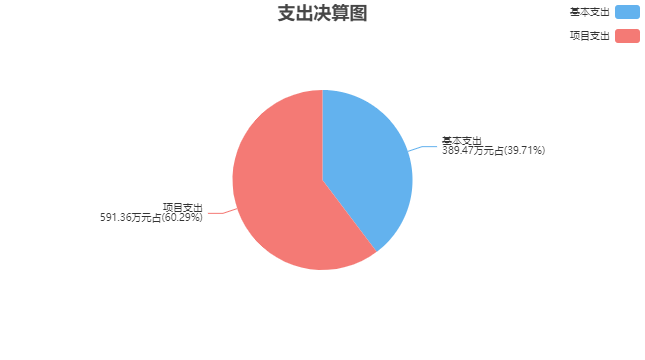 支出决算图
基本支出
项目支出
基本支出
389.47万元占(39.71%)
项目支出
591.36万元占(60.29%)